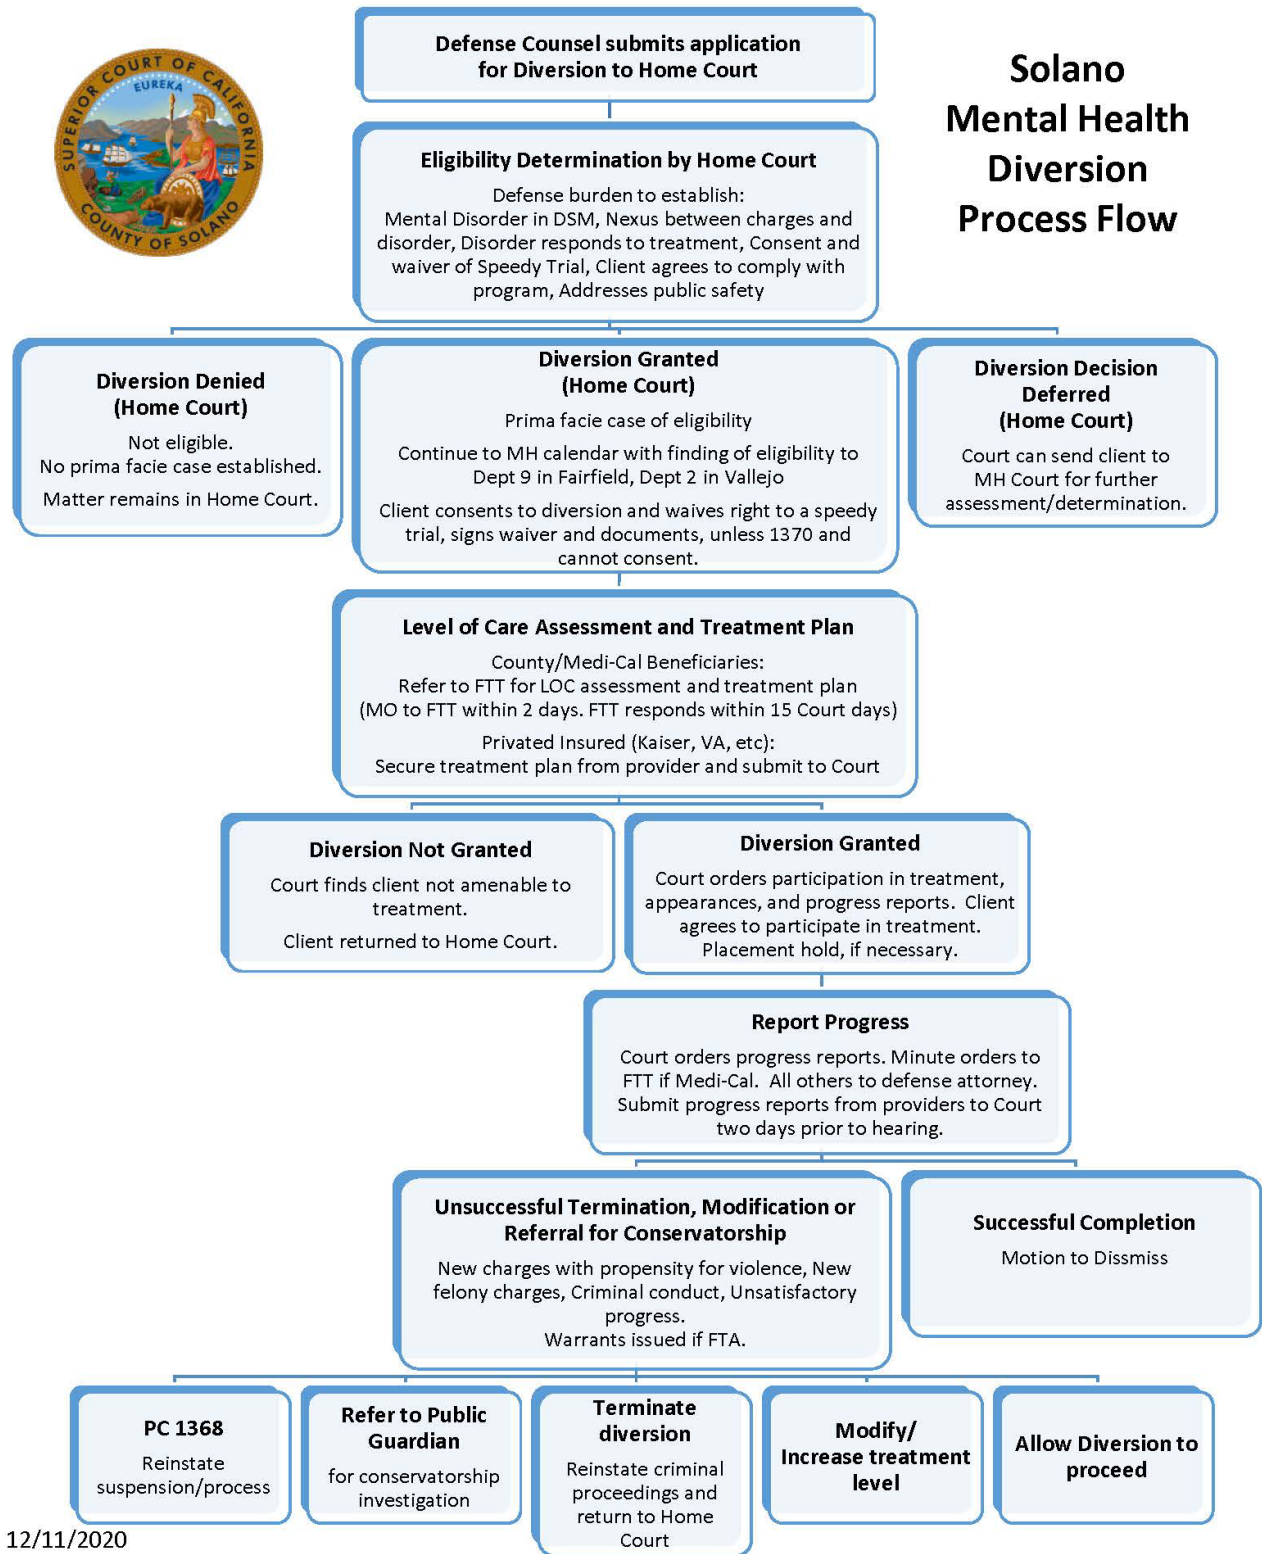 Defense Counsel submits application
for Diversion to Home Court
Solano
Mental Health
Diversion
Process Flow
SUPERIOR COURT OF CALIFORNIA
EUREKA
COUNTY OF SOLANO
Eligibility Determination by Home Court
Defense burden to establish:
Mental Disorder in DSM, Nexus between charges and
disorder, Disorder responds to treatment, Consent and
waiver of Speedy Trial, Client agrees to comply with
program, Addresses public safety
Diversion Denied
(Home Court)
Not eligible.
No prima facie case established.
Matter remains in Home Court.
Diversion Granted
(Home Court)
Prima facie case of eligibility
Continue to MH calendar with finding of eligibility to
Dept 9 in Fairfield, Dept 2 in Vallejo
Client consents to diversion and waives right to a speedy
trial, signs waiver and documents, unless 1370 and
cannot consent.
Diversion Decision
Deferred
(Home Court)
Court can send client to
MH Court for further
assessment/determination.
Level of Care Assessment and Treatment Plan
County/Medi-Cal Beneficiaries:
Refer to FTT for LOC assessment and treatment plan
(MO to FTT within 2 days. FTT responds within 15 Court days)
Privated Insured (Kaiser, VA, etc):
Secure treatment plan from provider and submit to Court
Diversion Not Granted
Court finds client not amenable to
treatment.
Client returned to Home Court.
Diversion Granted
Court orders participation in treatment,
appearances, and progress reports.  Client
agrees to participate in treatment.
Placement hold, if necessary.
Report Progress
Court orders progress reports. Minute orders to
FTT if Medi-Cal.  All others to defense attorney.
Submit progress reports from providers to Court
two days prior to hearing.
Unsuccessful Termination, Modification or
Referral for Conservatorship
New charges with propensity for violence, New
felony charges, Criminal conduct, Unsatisfactory
progress.
Warrants issued if FTA.
Successful Completion
Motion to Dissmiss
PC 1368
Reinstate
suspension/process
Refer to Public
Guardian
for conservatorship
investigation
Terminate
diversion
Reinstate criminal
proceedings and
return to Home
Court
Modify/
Increase treatment
level
Allow Diversion to
proceed
12/11/2020